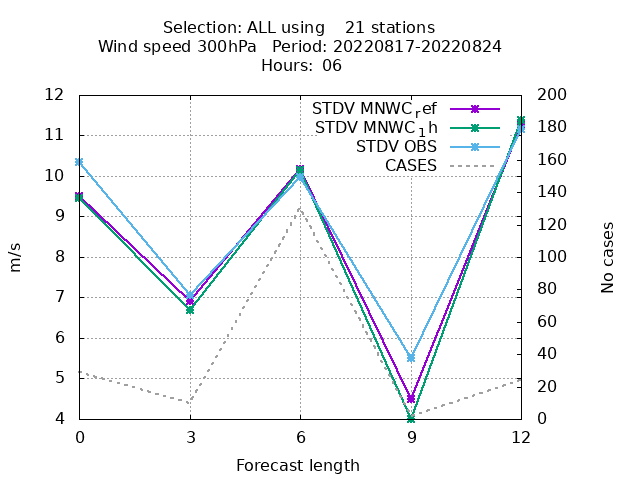 Selection: ALL using    21 stations
Wind speed 300hPa   Period: 20220817-20220824
Hours: 06
STDV MNWC_ref
STDV MNWC_1h
STDV OBS
CASES
12
11
10
9
8
7
6
5
4
200
180
160
140
120
100
80
60
40
20
0
m/s
No cases
0 3 6 9 12
Forecast length